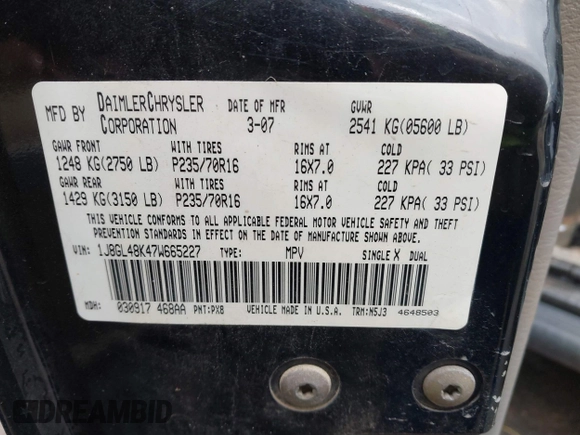 MFD BY DAIMLERCHRYSLER CORPORATION DATE OF MFR 3-07 GVWR 2541 KG(05600 LB)
GAWR FRONT WITH TIRES RIMS AT COLD
1248 KG(2750 LB) P235/70R16 16X7.0 227 KPA( 33 PSI)
GAWR REAR WITH TIRES RIMS AT COLD
1429 KG(3150 LB) P235/70R16 16X7.0 227 KPA( 33 PSI)
THIS VEHICLE CONFORMS TO ALL APPLICABLE FEDERAL MOTOR VEHICLE SAFETY AND THEFT
PREVENTION STANDARDS IN EFFECT ON THE DATE OF MANUFACTURE SHOWN ABOVE.
VIN: 1J8GL48K47W665227 TYPE: MPV SINGLE X DUAL
MDH: 030917 468AA PNT:PX8 VEHICLE MADE IN U.S.A. TRM:N5J3 4648503
DREAMBID